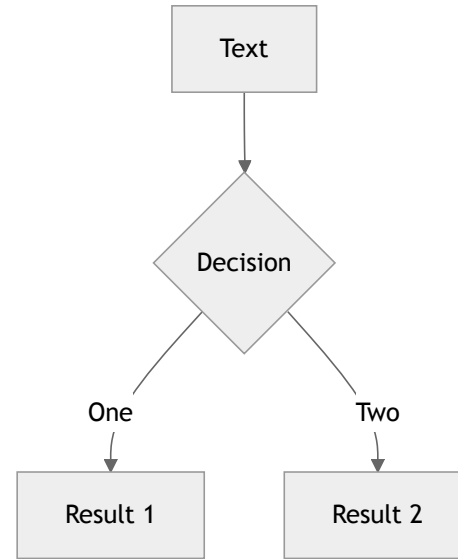 Text
Decision
One
Two
Result 1
Result 2